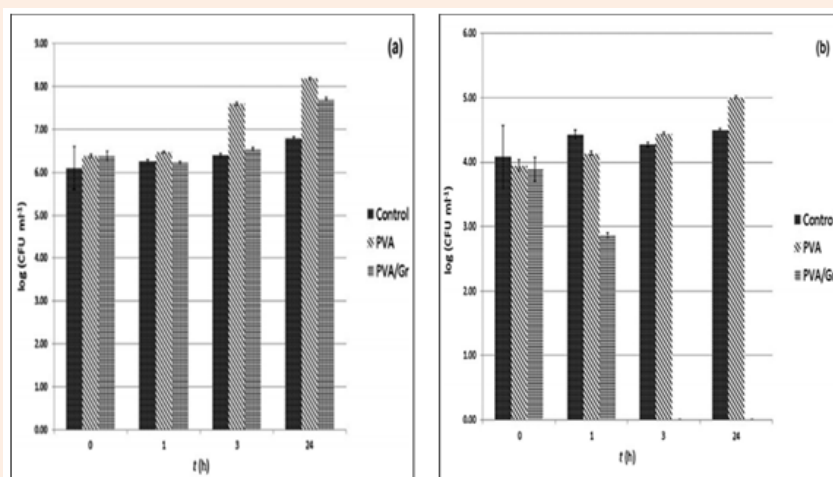 (a)
9.00
8.00
7.00
6.00
5.00
4.00
3.00
2.00
1.00
0.00
log (CFU ml⁻¹)
0 1 3 24
t (h)
Control
PVA
PVA/Gr
(b)
6.00
5.00
4.00
3.00
2.00
1.00
0.00
log (CFU ml⁻¹)
0 1 3 24
t (h)
Control
PVA
PVA/Gr